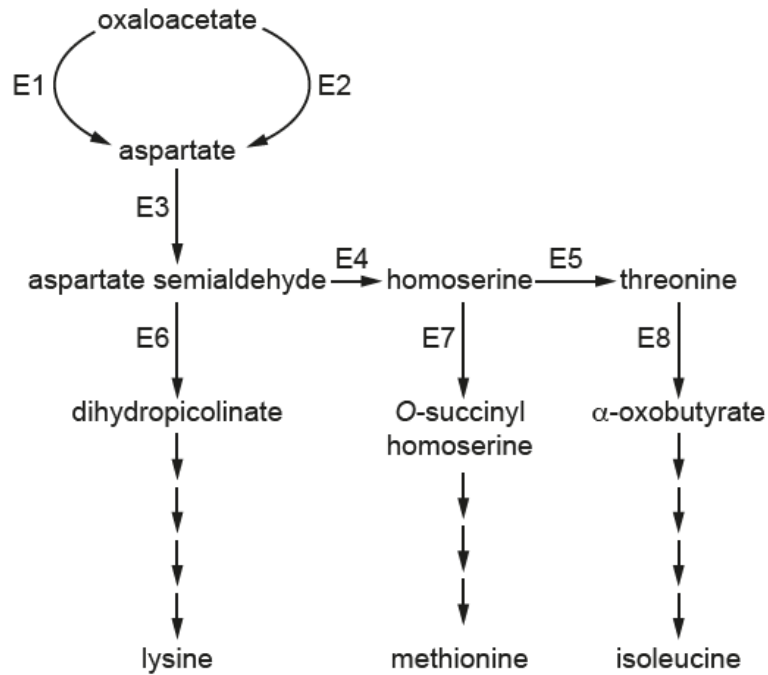 oxaloacetate
E1
E2
aspartate
E3
aspartate semialdehyde
E4
homoserine
E5
threonine
E6
E7
E8
dihydropicolinate
O-succinyl
homoserine
α-oxobutyrate
lysine
methionine
isoleucine